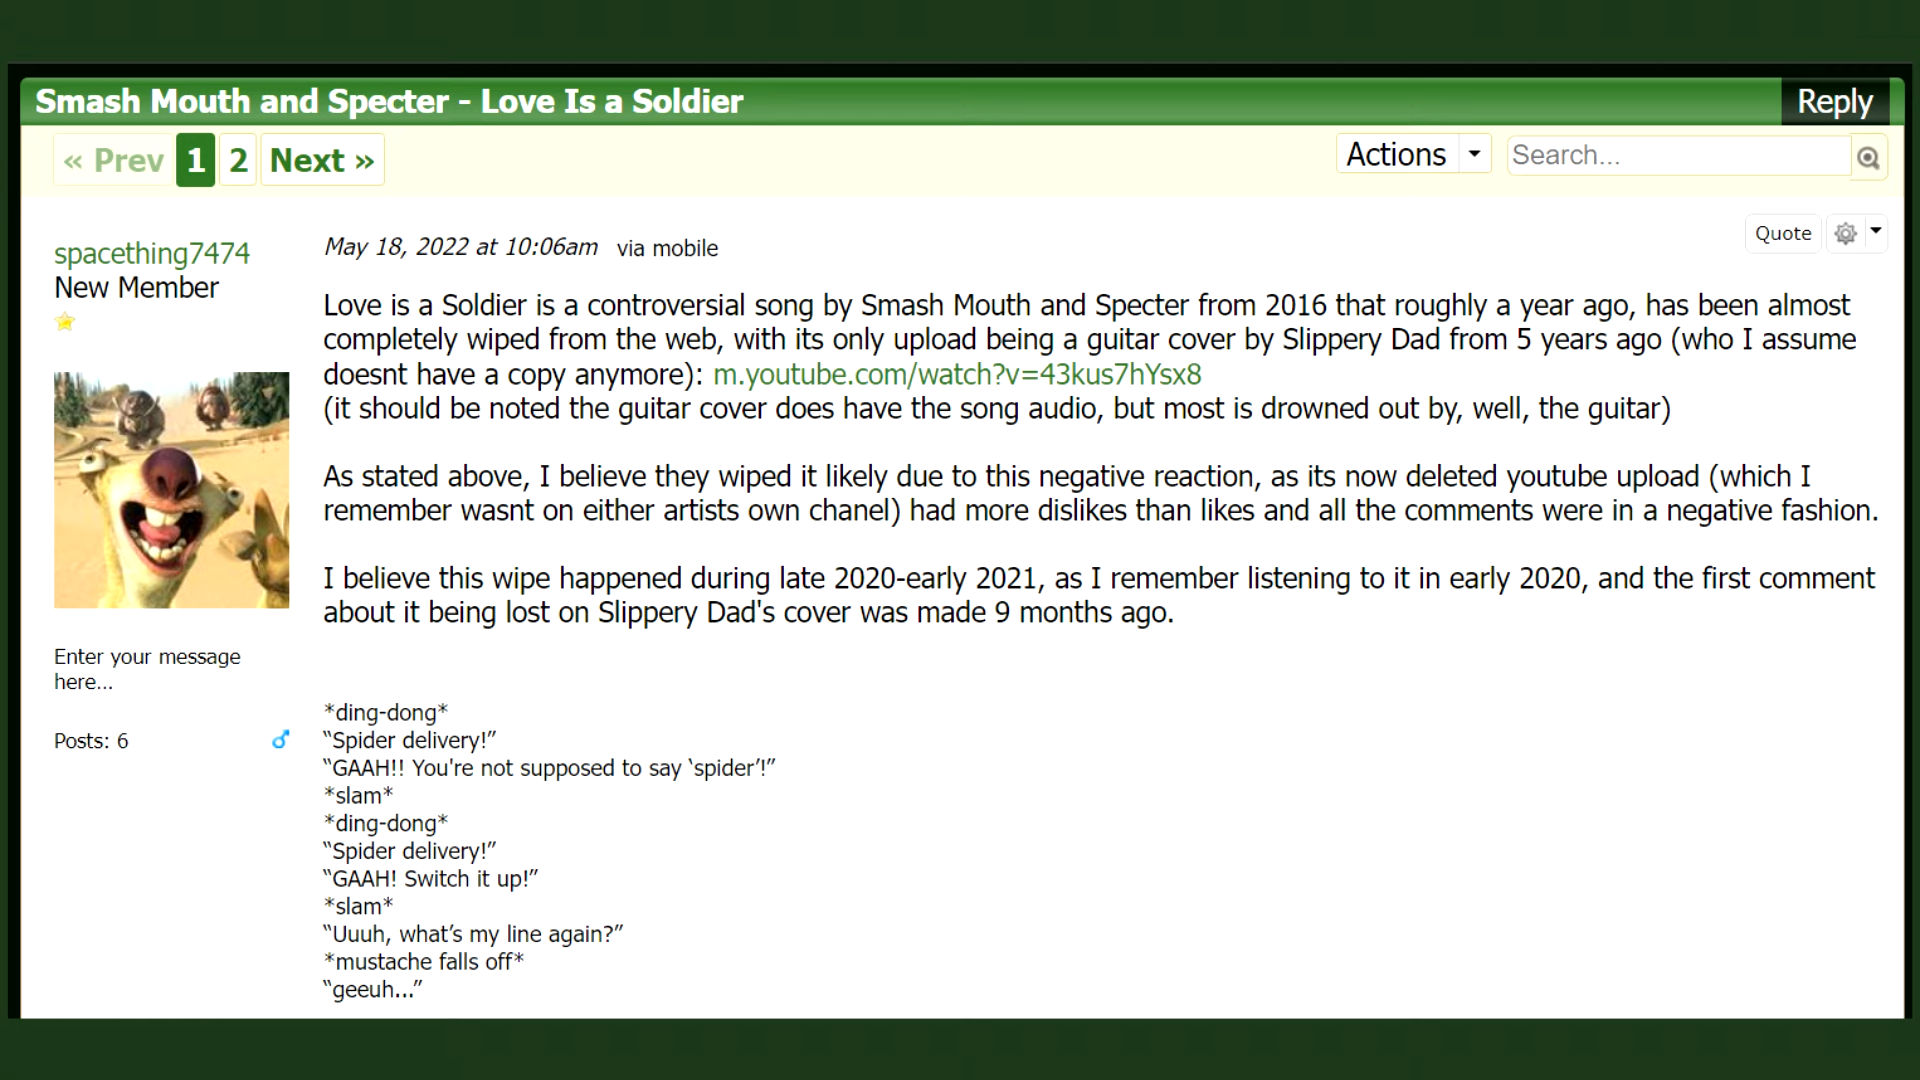 Smash Mouth and Specter - Love Is a Soldier
Reply
« Prev 1 2 Next »
Actions
Search...
spacething7474
New Member
May 18, 2022 at 10:06am via mobile
Quote
Love is a Soldier is a controversial song by Smash Mouth and Specter from 2016 that roughly a year ago, has been almost
completely wiped from the web, with its only upload being a guitar cover by Slippery Dad from 5 years ago (who I assume
doesnt have a copy anymore): m.youtube.com/watch?v=43kus7hYsx8
(it should be noted the guitar cover does have the song audio, but most is drowned out by, well, the guitar)
As stated above, I believe they wiped it likely due to this negative reaction, as its now deleted youtube upload (which I
remember wasnt on either artists own chanel) had more dislikes than likes and all the comments were in a negative fashion.
I believe this wipe happened during late 2020-early 2021, as I remember listening to it in early 2020, and the first comment
about it being lost on Slippery Dad's cover was made 9 months ago.
Enter your message
here...
Posts: 6
*ding-dong*
“Spider delivery!”
“GAAH!! You're not supposed to say ‘spider’!”
*slam*
*ding-dong*
“Spider delivery!”
“GAAH! Switch it up!”
*slam*
“Uuuh, what’s my line again?”
*mustache falls off*
“geeuh...”